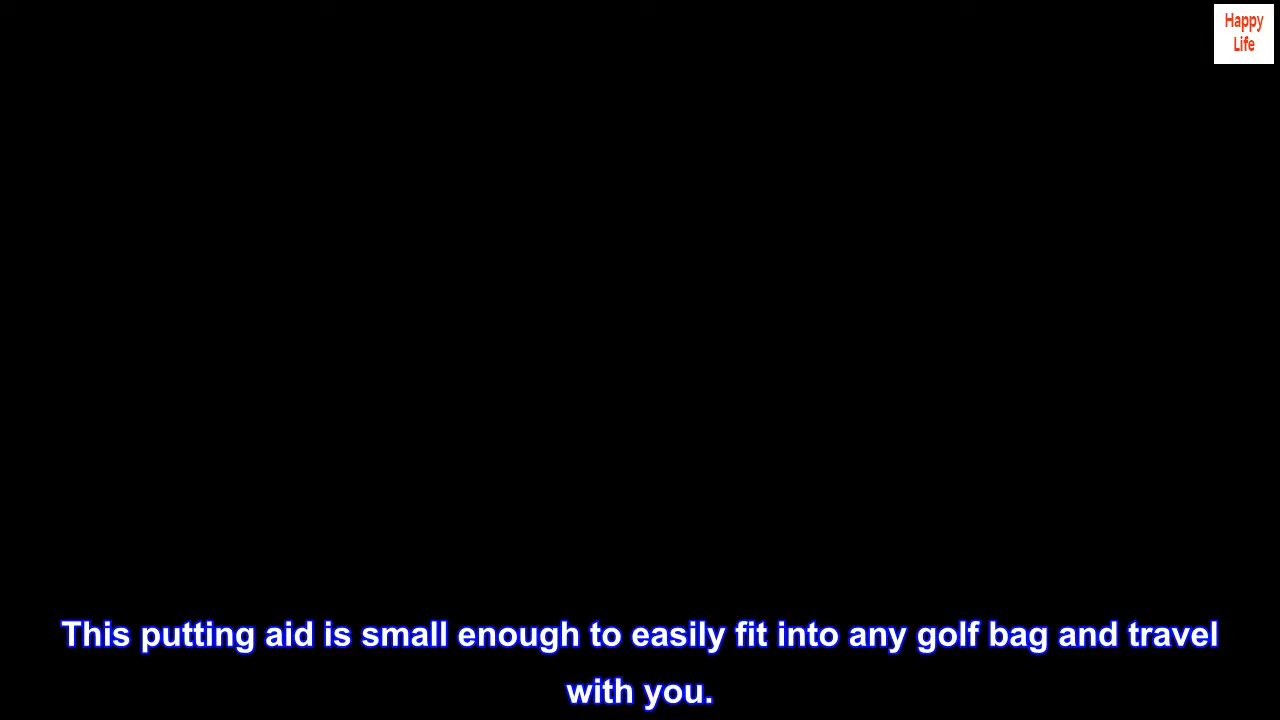 Happy
Life
This putting aid is small enough to easily fit into any golf bag and travel
with you.